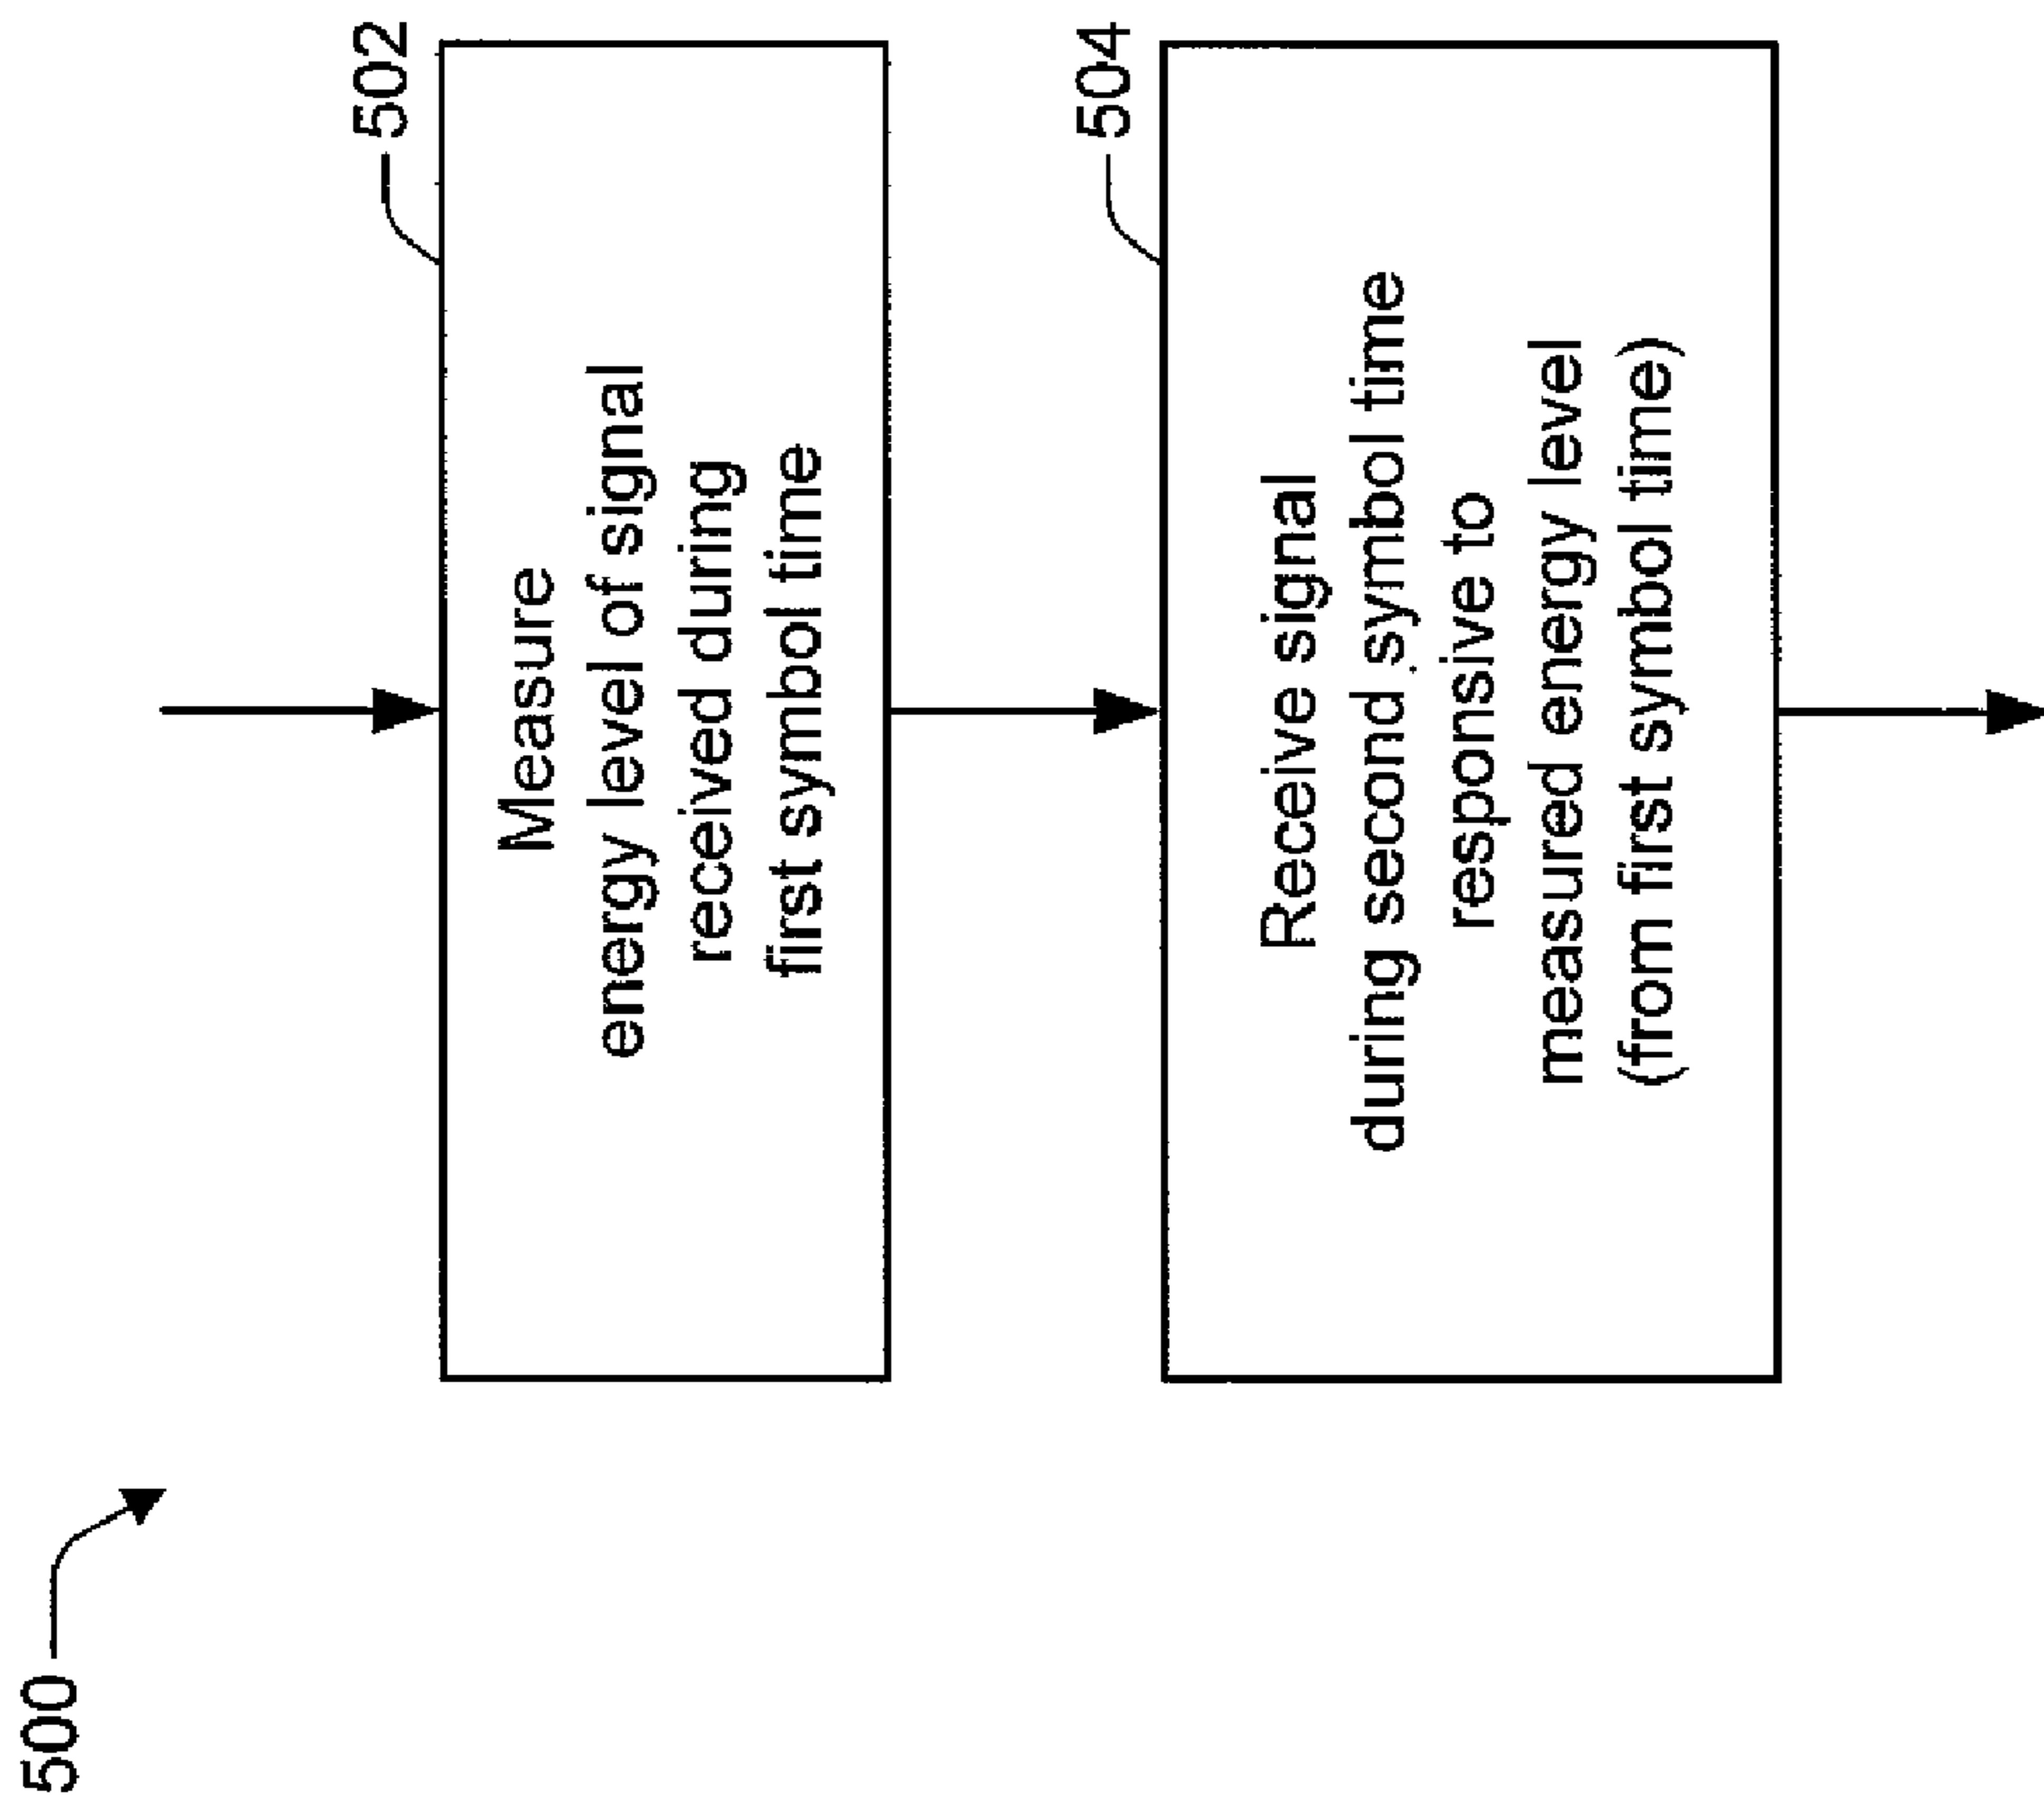 500
502
Measure
energy level of signal
received during
first symbol time
504
Receive signal
during second symbol time
responsive to
measured energy level
(from first symbol time)